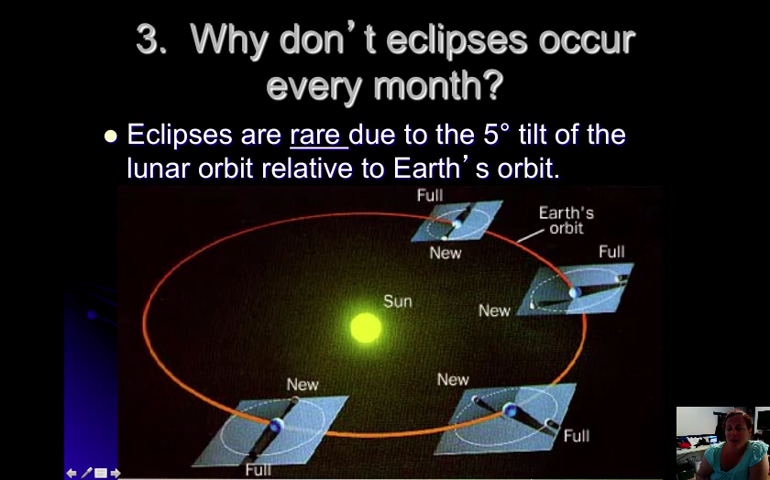 3. Why don't eclipses occur
every month?
Eclipses are rare due to the 5° tilt of the
lunar orbit relative to Earth's orbit.
Full
Earth's
orbit
New
Full
Sun
New
New
New
Full
Full